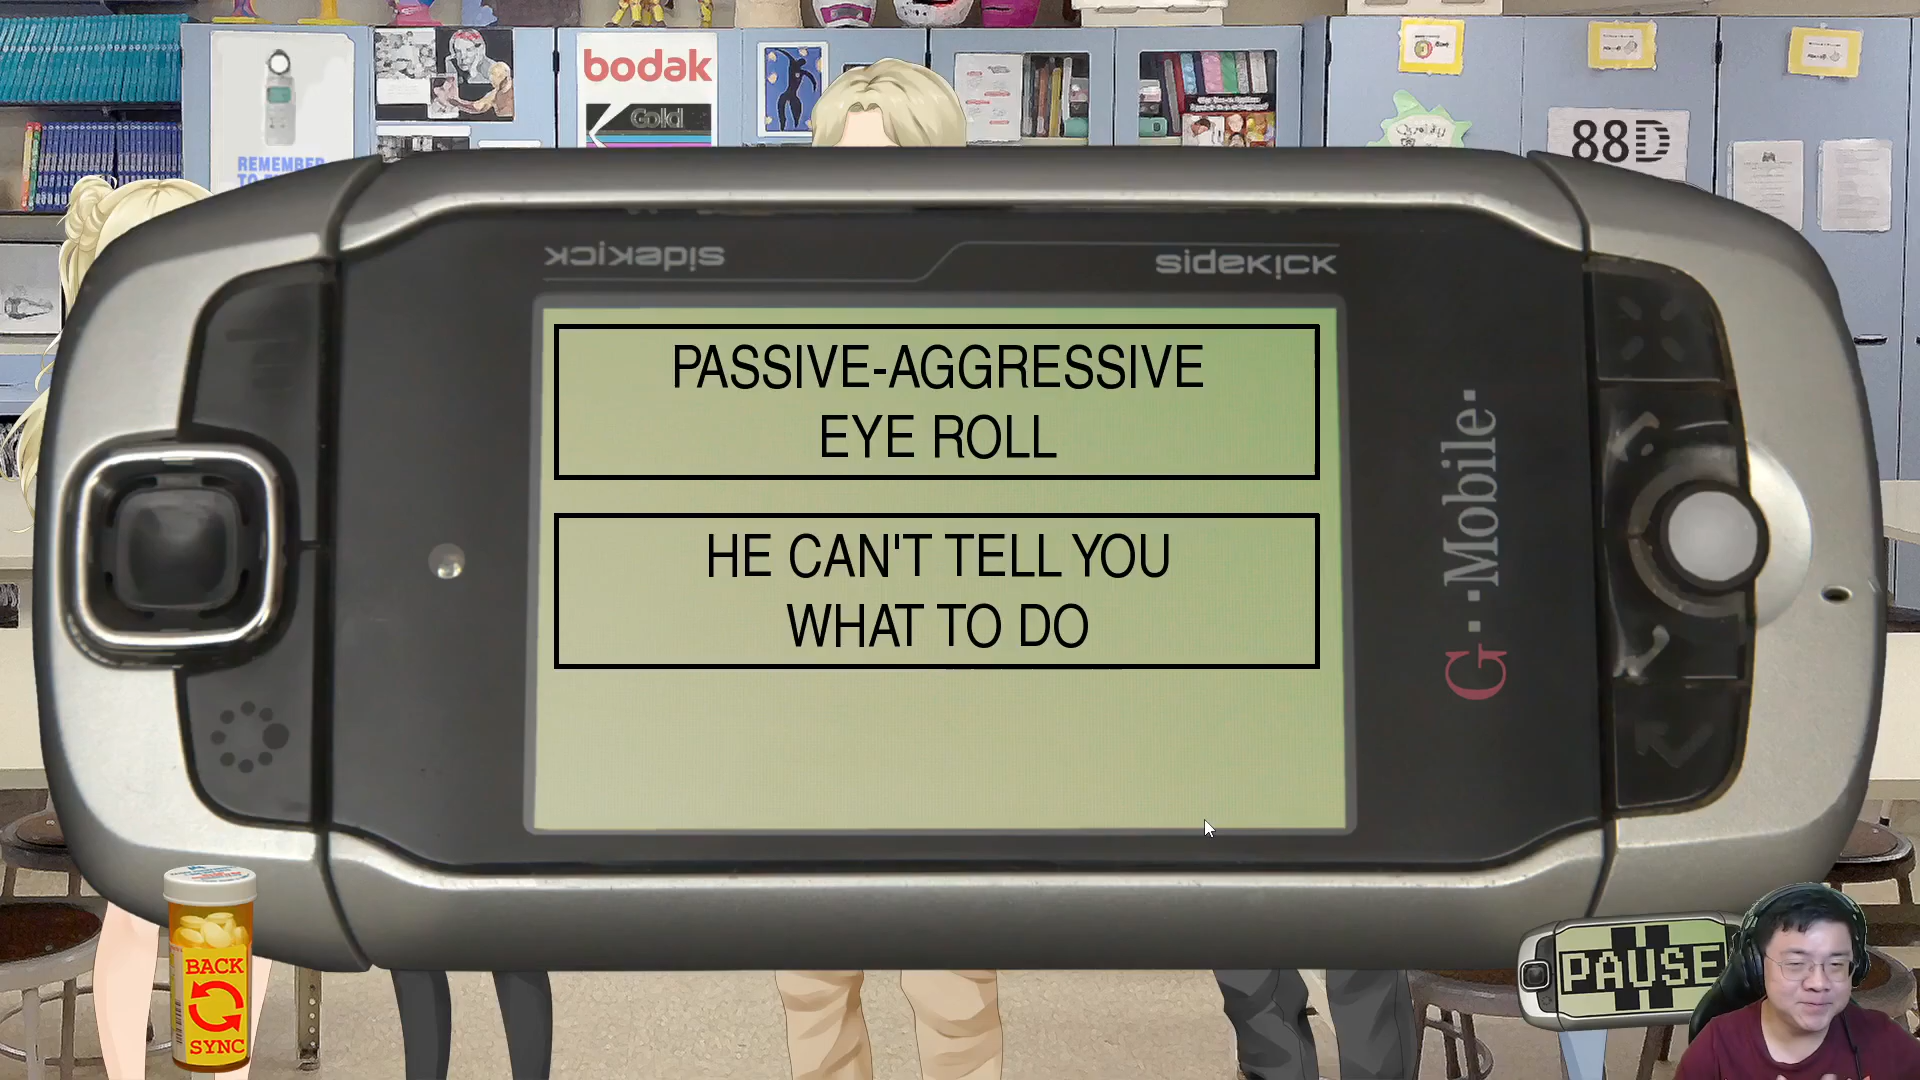 bodak
Gold
REMEMBER
88D
sidekick
sidekick
PASSIVE-AGGRESSIVE
EYE ROLL
HE CAN'T TELL YOU
WHAT TO DO
G··Mobile·
BACK
SYNC
PAUSE